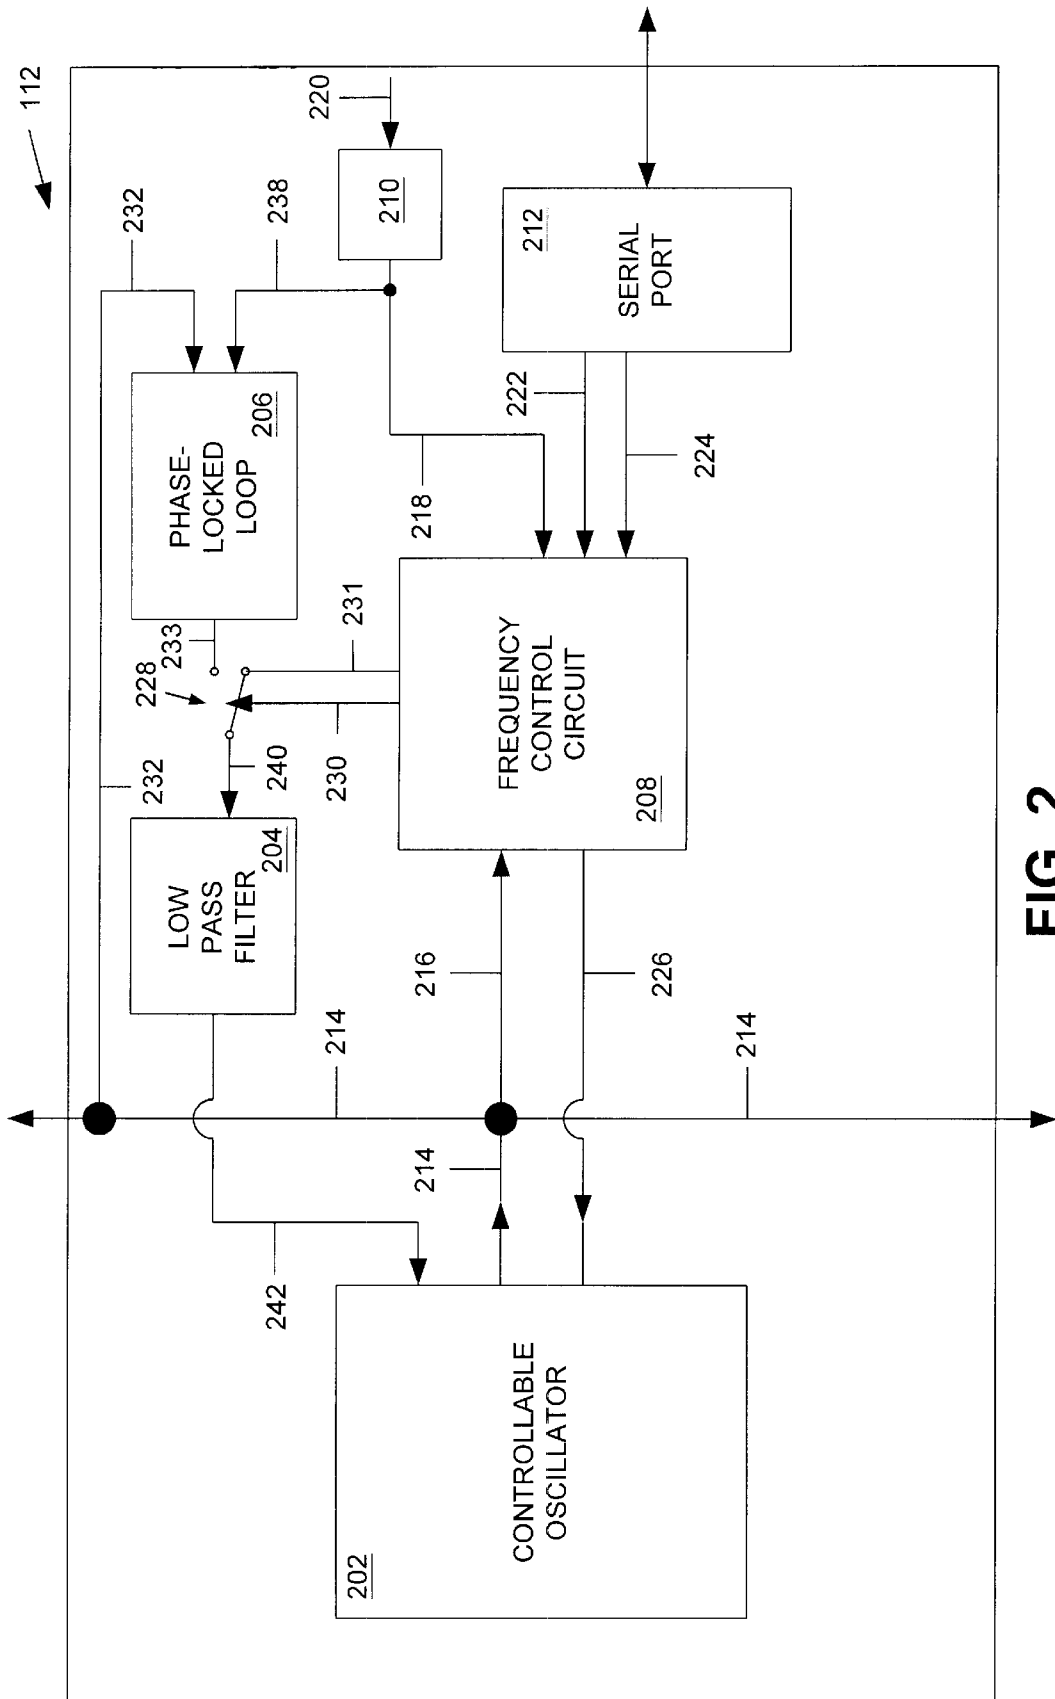 112
232
232
228
233
238
LOW
PASS
FILTER
204
PHASE-
LOCKED
LOOP
206
242
240
220
214
230
231
210
202
CONTROLLABLE
OSCILLATOR
214
216
226
218
FREQUENCY
CONTROL
CIRCUIT
208
222
224
212
SERIAL
PORT
214
FIG. 2